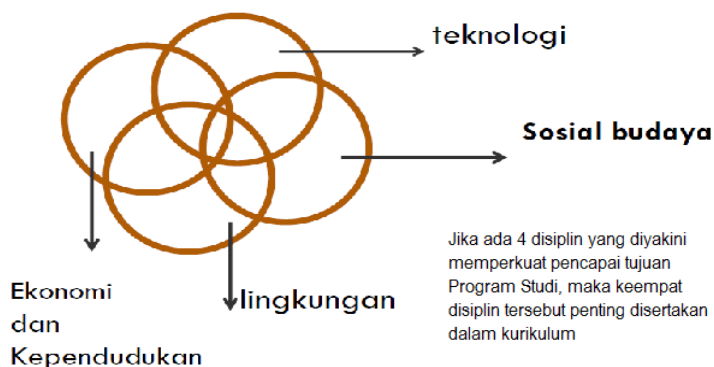 teknologi
Sosial budaya
Jika ada 4 disiplin yang diyakini
memperkuat pencapai tujuan
Program Studi, maka keempat
disiplin tersebut penting disertakan
dalam kurikulum
lingkungan
Ekonomi
dan
Kependudukan